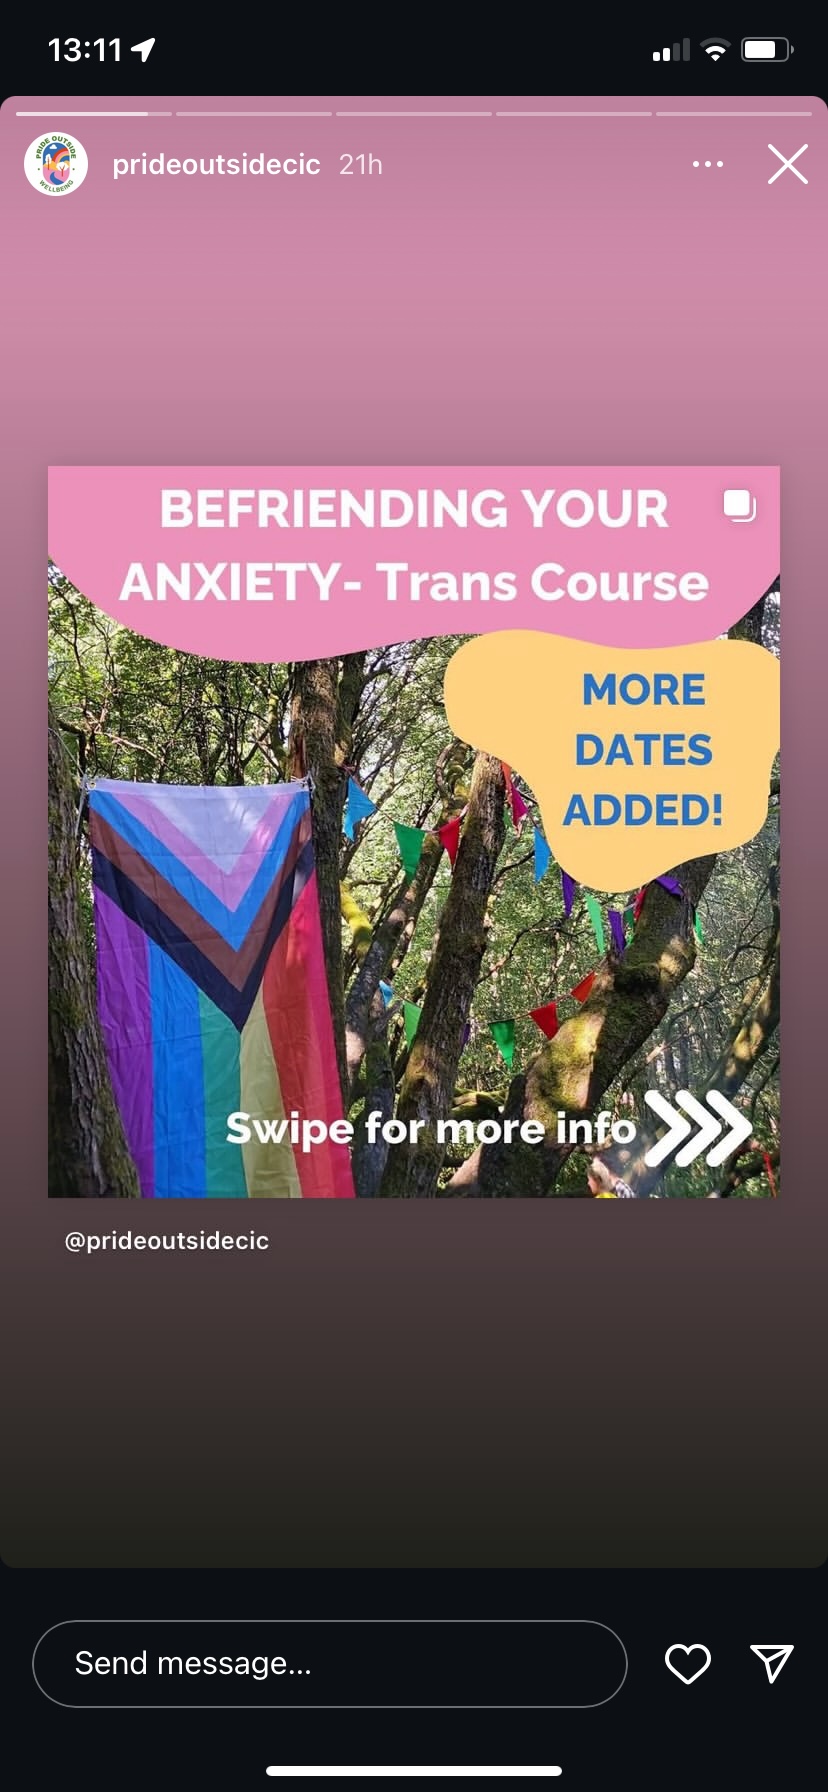 13:11
PRIDE OUTSIDE
WELLBEING
prideoutsidecic 21h
BEFRIENDING YOUR
ANXIETY- Trans Course
MORE
DATES
ADDED!
Swipe for more info
@prideoutsidecic
Send message...